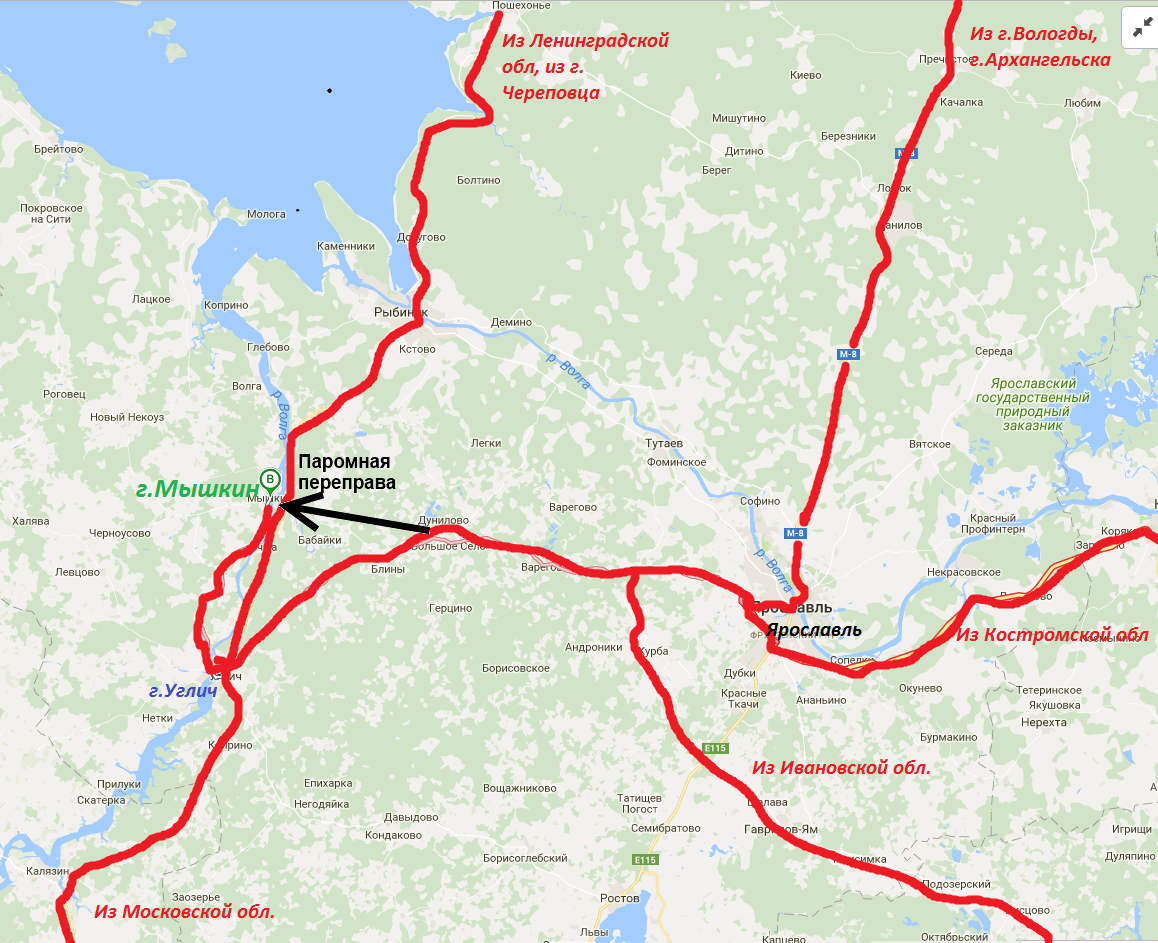 Пошехонье
Из Ленинградской
обл, из г.
Череповца
Из г.Вологды,
г.Архангельска
Пречистое
Киево
Качалка
Любим
Мишутино
Березники
Брейтово
Дитино
Берег
М-8
Болтино
Покровское
на Сити
Молога
Каменники
Данилов
Лацкое
Коприно
Рыбинск
Демино
Глебово
Кстово
р. Волга
М-8
Середа
Волга
Роговец
Новый Некоуз
р. Волга
Ярославский
государственный
природный
заказник
Легки
Тутаев
Фоминское
Вятское
Паромная
переправа
B
г.Мышкин
Мышкин
Софино
Варегово
Халява
Черноусово
Дунилово
Бабайки
Большое Село
М-8
Красный
Профинтерн
р. Волга
Левцово
Блины
Некрасовское
Герцино
Ярославль
Ярославль
Андроники
Курба
Из Костромской обл
Борисовское
Дубки
Красные
Ткачи
Ананьино
Окунево
Тетеринское
Якушовка
Нерехта
Углич
г.Углич
Нетки
E115
Бурмакино
Из Ивановской обл.
Прилуки
Скатерка
Епихарка
Негодяйка
Вощажниково
Татищев
Погост
Давыдово
Кондаково
Семибратово
Гаврилов-Ям
Игрищи
Дуляпино
Борисоглебский
E115
Калязин
Заозерье
Из Московской обл.
Ростов
Подозерский
Львы
Капцево
Октябрьский